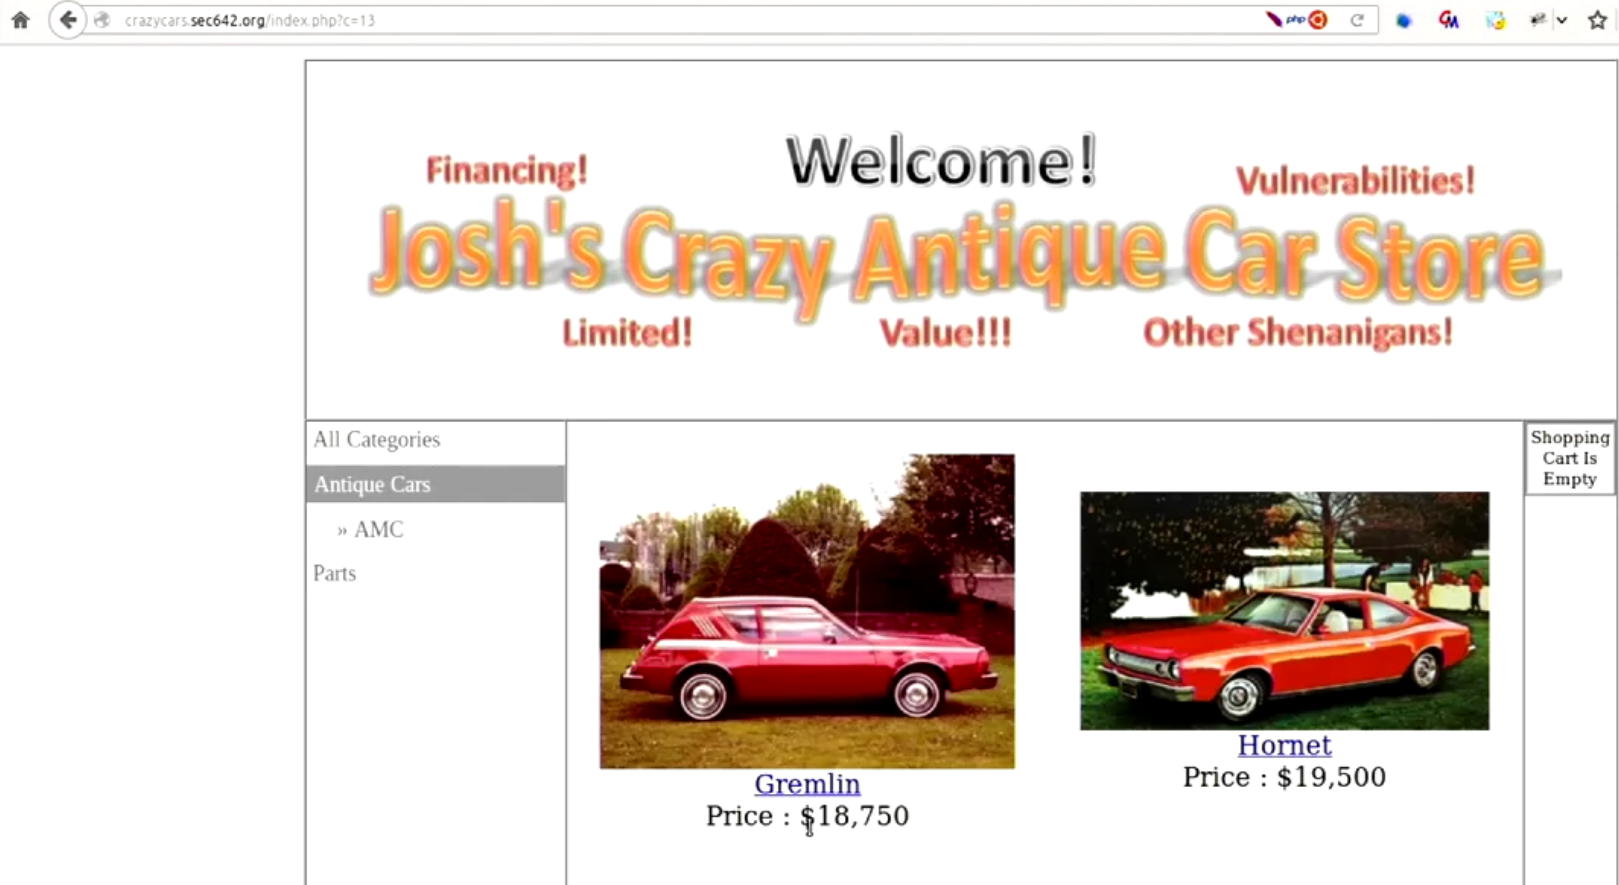 crazycars.sec642.org/index.php?c=13
php
Welcome!
Financing!
Vulnerabilities!
Josh's Crazy Antique Car Store
Limited!
Value!!!
Other Shenanigans!
All Categories
Antique Cars
» AMC
Parts
Gremlin
Price : $18,750
Hornet
Price : $19,500
Shopping
Cart Is
Empty